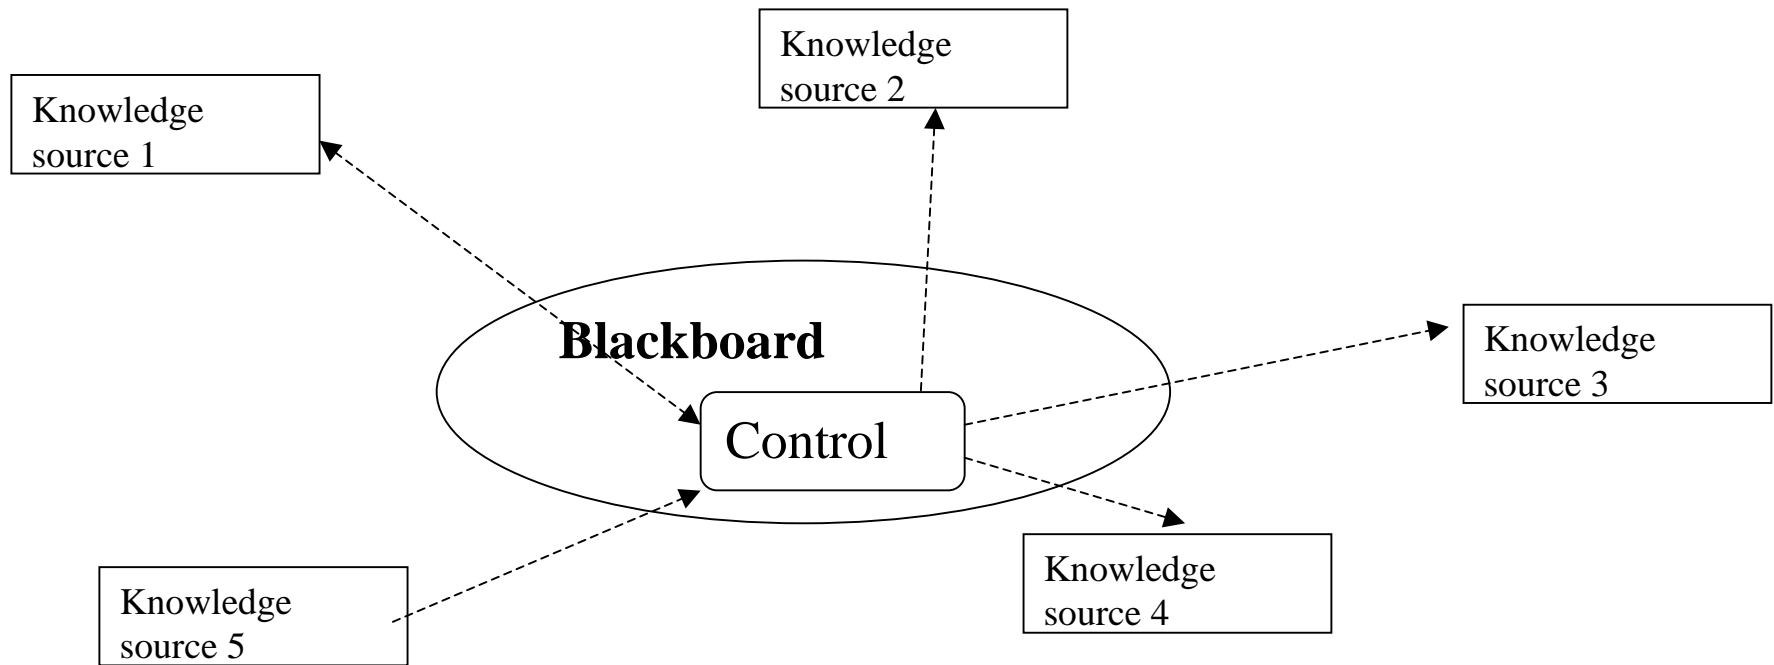 Knowledge
source 2
Knowledge
source 1
Blackboard
Knowledge
source 3
Control
Knowledge
source 4
Knowledge
source 5